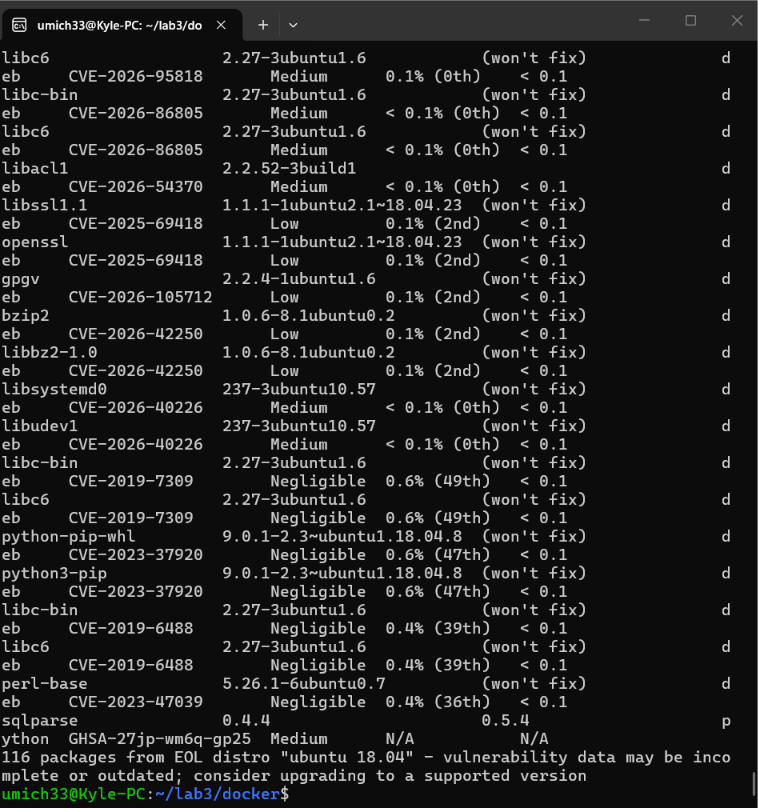 umich33@Kyle-PC: ~/lab3/do
libc6 2.27-3ubuntu1.6 (won't fix) d
eb CVE-2026-95818 Medium 0.1% (0th) < 0.1
libc-bin 2.27-3ubuntu1.6 (won't fix) d
eb CVE-2026-86805 Medium < 0.1% (0th) < 0.1
libc6 2.27-3ubuntu1.6 (won't fix) d
eb CVE-2026-86805 Medium < 0.1% (0th) < 0.1
libacl1 2.2.52-3build1 d
eb CVE-2026-54370 Medium < 0.1% (0th) < 0.1
libssl1.1 1.1.1-1ubuntu2.1~18.04.23 (won't fix) d
eb CVE-2025-69418 Low 0.1% (2nd) < 0.1
openssl 1.1.1-1ubuntu2.1~18.04.23 (won't fix) d
eb CVE-2025-69418 Low 0.1% (2nd) < 0.1
gpgv 2.2.4-1ubuntu1.6 (won't fix) d
eb CVE-2026-105712 Low 0.1% (2nd) < 0.1
bzip2 1.0.6-8.1ubuntu0.2 (won't fix) d
eb CVE-2026-42250 Low 0.1% (2nd) < 0.1
libbz2-1.0 1.0.6-8.1ubuntu0.2 (won't fix) d
eb CVE-2026-42250 Low 0.1% (2nd) < 0.1
libsystemd0 237-3ubuntu10.57 (won't fix) d
eb CVE-2026-40226 Medium < 0.1% (0th) < 0.1
libudev1 237-3ubuntu10.57 (won't fix) d
eb CVE-2026-40226 Medium < 0.1% (0th) < 0.1
libc-bin 2.27-3ubuntu1.6 (won't fix) d
eb CVE-2019-7309 Negligible 0.6% (49th) < 0.1
libc6 2.27-3ubuntu1.6 (won't fix) d
eb CVE-2019-7309 Negligible 0.6% (49th) < 0.1
python-pip-whl 9.0.1-2.3~ubuntu1.18.04.8 (won't fix) d
eb CVE-2023-37920 Negligible 0.6% (47th) < 0.1
python3-pip 9.0.1-2.3~ubuntu1.18.04.8 (won't fix) d
eb CVE-2023-37920 Negligible 0.6% (47th) < 0.1
libc-bin 2.27-3ubuntu1.6 (won't fix) d
eb CVE-2019-6488 Negligible 0.4% (39th) < 0.1
libc6 2.27-3ubuntu1.6 (won't fix) d
eb CVE-2019-6488 Negligible 0.4% (39th) < 0.1
perl-base 5.26.1-6ubuntu0.7 (won't fix) d
eb CVE-2023-47039 Negligible 0.4% (36th) < 0.1
sqlparse 0.4.4 0.5.4 p
ython GHSA-27jp-wm6q-gp25 Medium N/A N/A
116 packages from EOL distro "ubuntu 18.04" - vulnerability data may be inco
mplete or outdated; consider upgrading to a supported version
umich33@Kyle-PC:~/lab3/docker$